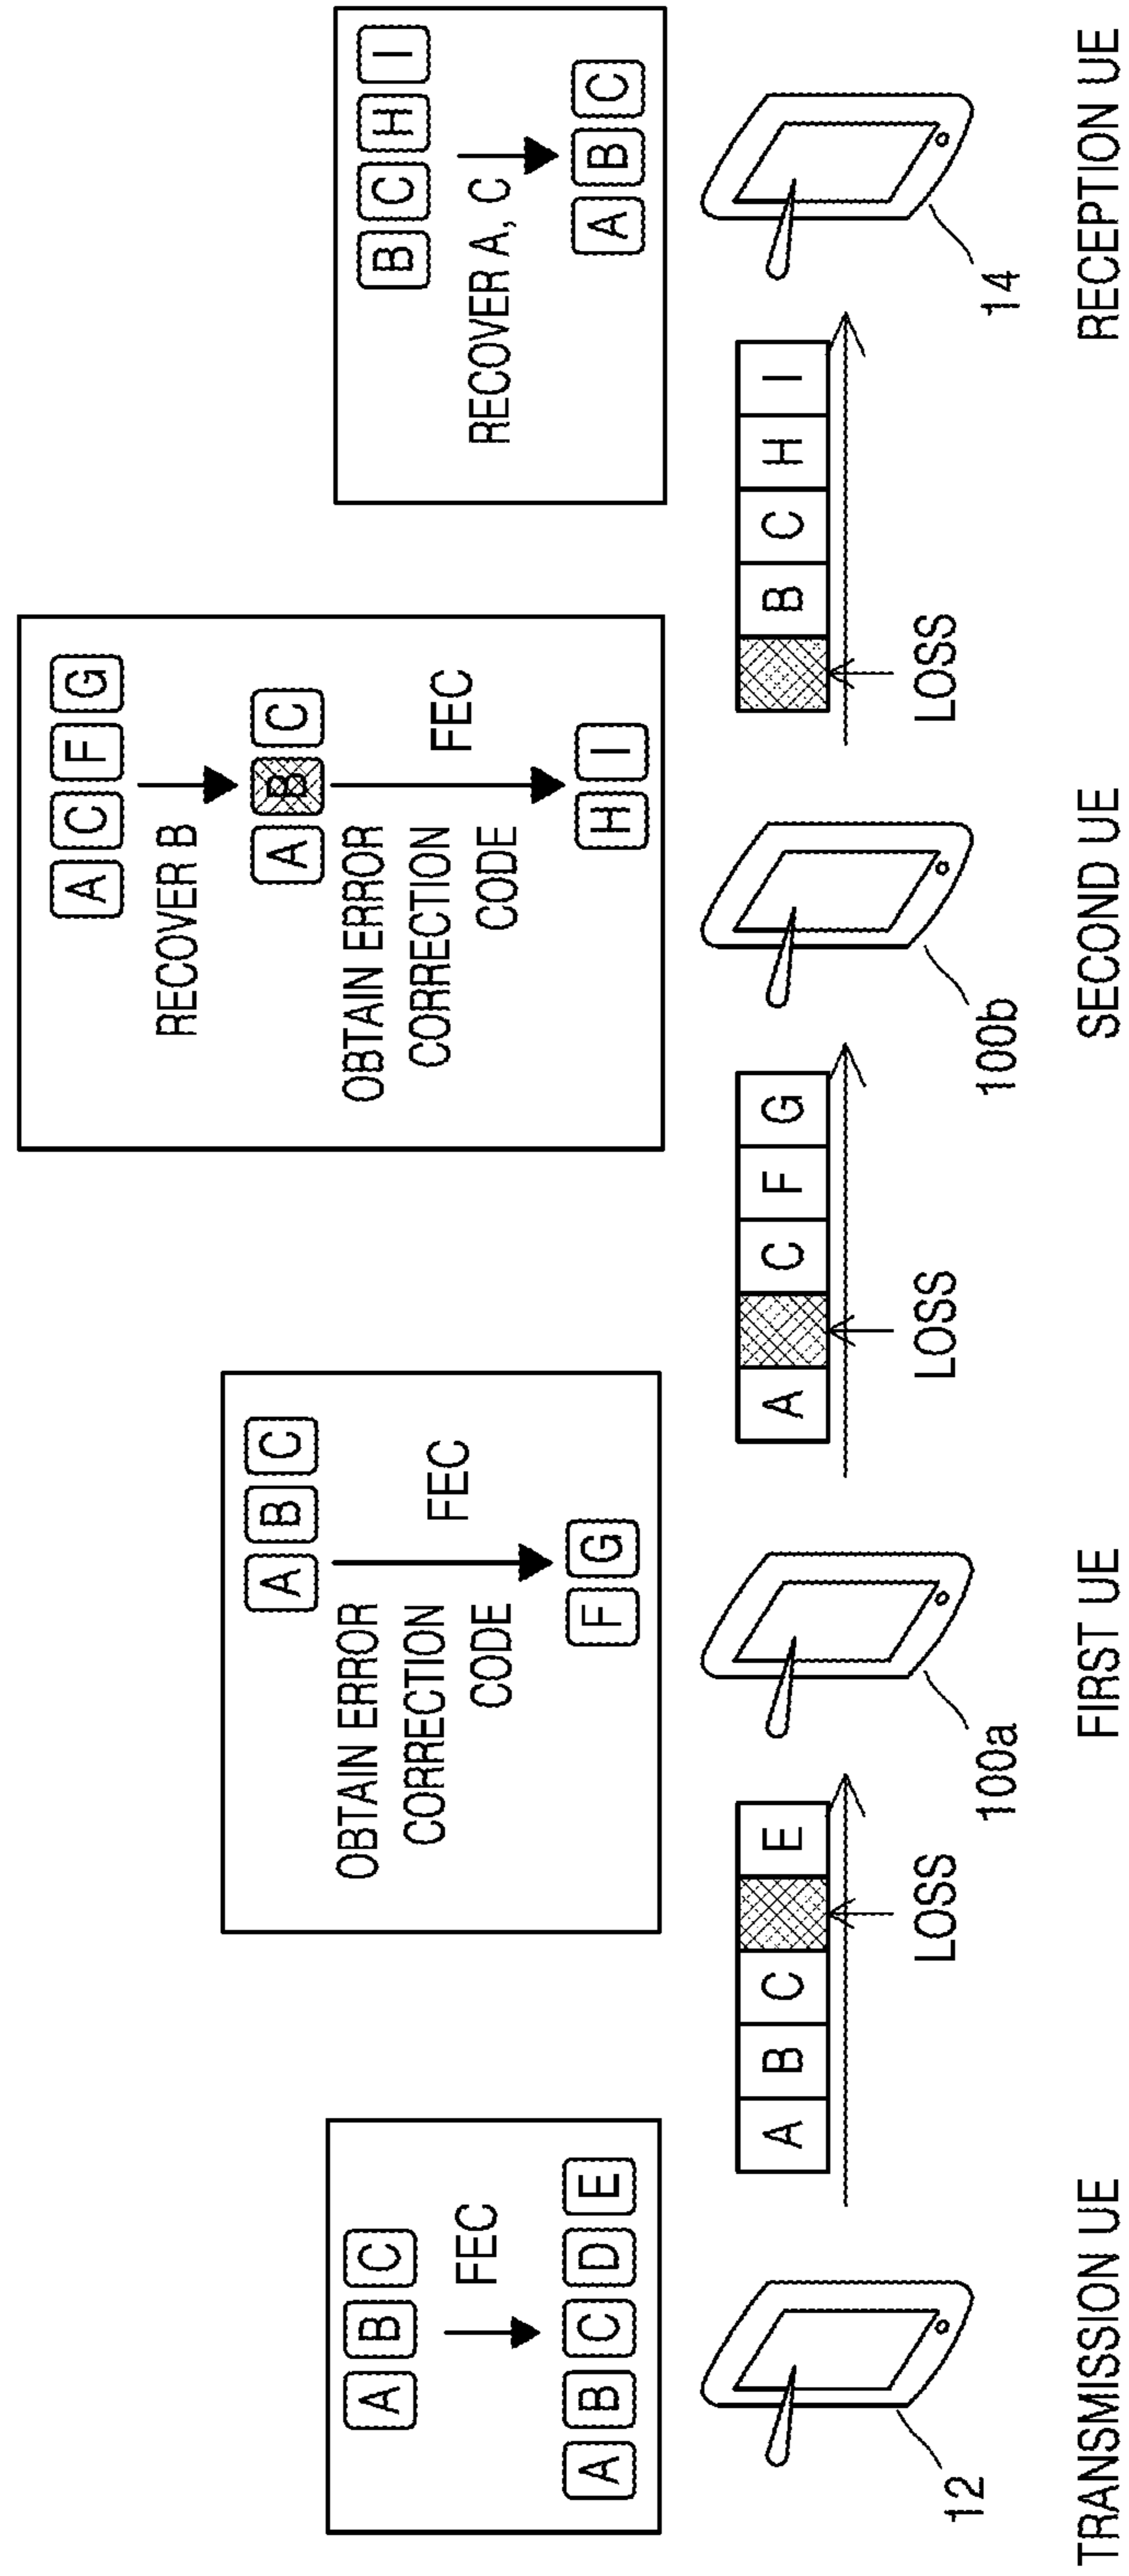 A B C
FEC
A B C D E
A B C
OBTAIN ERROR
CORRECTION
CODE
FEC
F G
A C F G
RECOVER B
A B C
OBTAIN ERROR
CORRECTION
CODE
FEC
H I
B C H I
RECOVER A, C
A B C
A B C E
LOSS
A C F G
LOSS
B C H I
LOSS
12
100a
100b
14
TRANSMISSION UE
FIRST UE
SECOND UE
RECEPTION UE